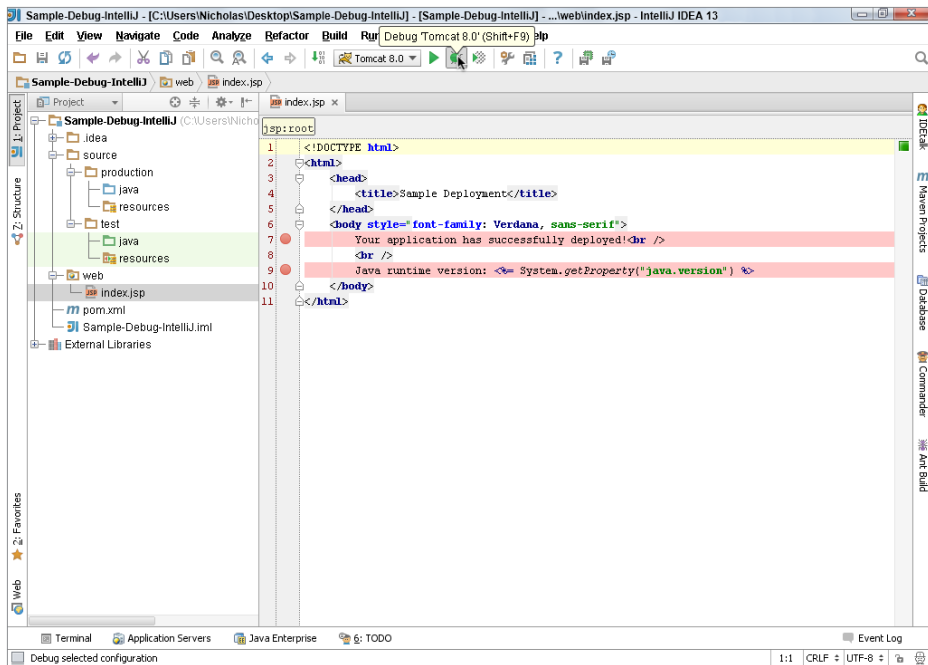 Sample-Debug-IntelliJ - [C:\Users\Nicholas\Desktop\Sample-Debug-IntelliJ] - [Sample-Debug-IntelliJ] - ...\web\index.jsp - IntelliJ IDEA 13
File Edit View Navigate Code Analyze Refactor Build Debug 'Tomcat 8.0' (Shift+F9)
Tomcat 8.0
Sample-Debug-IntelliJ web index.jsp
Project index.jsp
Sample-Debug-IntelliJ (C:\Users\Nicho
.idea
source
production
java
resources
test
java
resources
web
index.jsp
pom.xml
Sample-Debug-IntelliJ.iml
External Libraries
jsp:root
1 <!DOCTYPE html>
2 <html>
3 <head>
4 <title>Sample Deployment</title>
5 </head>
6 <body style="font-family: Verdana, sans-serif">
7 Your application has successfully deployed!<br />
8 <br />
9 Java runtime version: <%= System.getProperty("java.version") %>
10 </body>
11 </html>
1: Project
Z: Structure
2: Favorites
Web
IDEtalk
m Maven Projects
Database
Commander
Ant Build
Terminal Application Servers Java Enterprise 6: TODO Event Log
Debug selected configuration 1:1 CRLF UTF-8